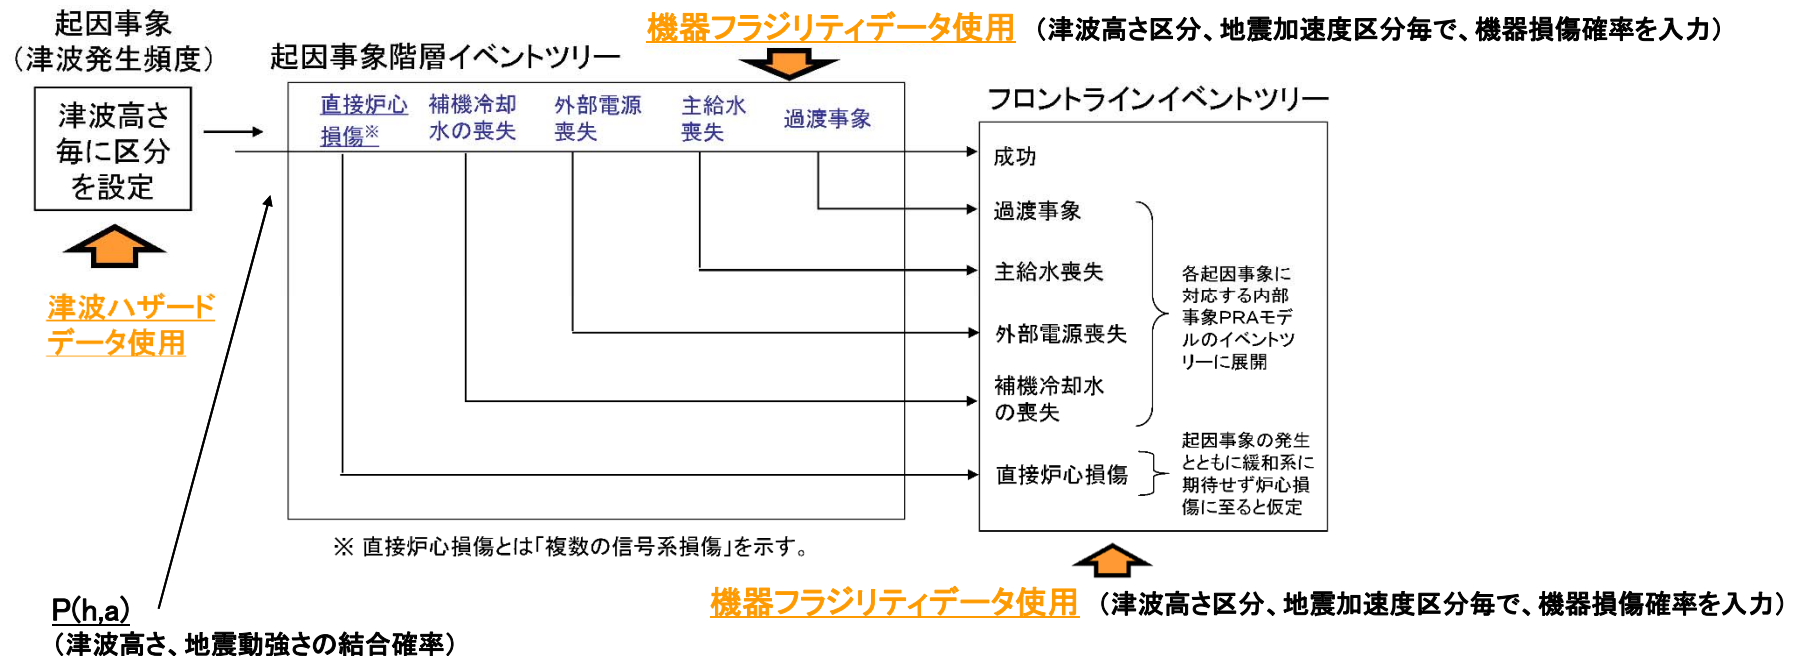 起因事象
（津波発生頻度）
津波高さ
毎に区分
を設定
津波ハザード
データ使用
P(h,a)
（津波高さ、地震動強さの結合確率）
起因事象階層イベントツリー
機器フラジリティデータ使用 （津波高さ区分、地震加速度区分毎で、機器損傷確率を入力）
直接炉心
損傷※
補機冷却
水の喪失
外部電源
喪失
主給水
喪失
過渡事象
※ 直接炉心損傷とは「複数の信号系損傷」を示す。
フロントラインイベントツリー
成功
過渡事象
主給水喪失
外部電源喪失
補機冷却水
の喪失
直接炉心損傷
各起因事象に
対応する内部
事象PRAモデ
ルのイベントツ
リーに展開
起因事象の発生
とともに緩和系に
期待せず炉心損
傷に至ると仮定
機器フラジリティデータ使用 （津波高さ区分、地震加速度区分毎で、機器損傷確率を入力）